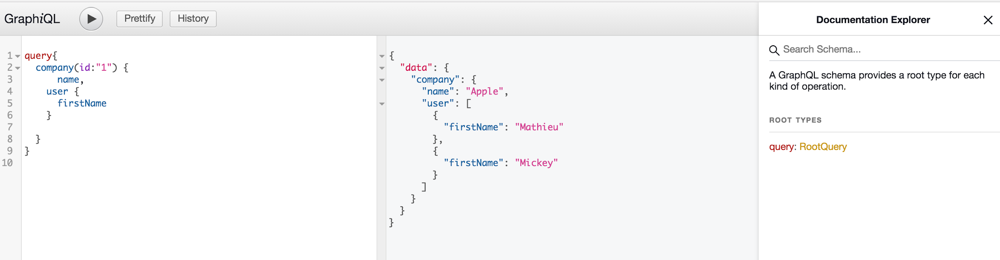 GraphiQL
Prettify
History
1 query{
2 company(id:"1") {
3 name,
4 user {
5 firstName
6 }
7
8 }
9 }
10
{
"data": {
"company": {
"name": "Apple",
"user": [
{
"firstName": "Mathieu"
},
{
"firstName": "Mickey"
}
]
}
}
}
Documentation Explorer
Search Schema...
A GraphQL schema provides a root type for each
kind of operation.
ROOT TYPES
query: RootQuery